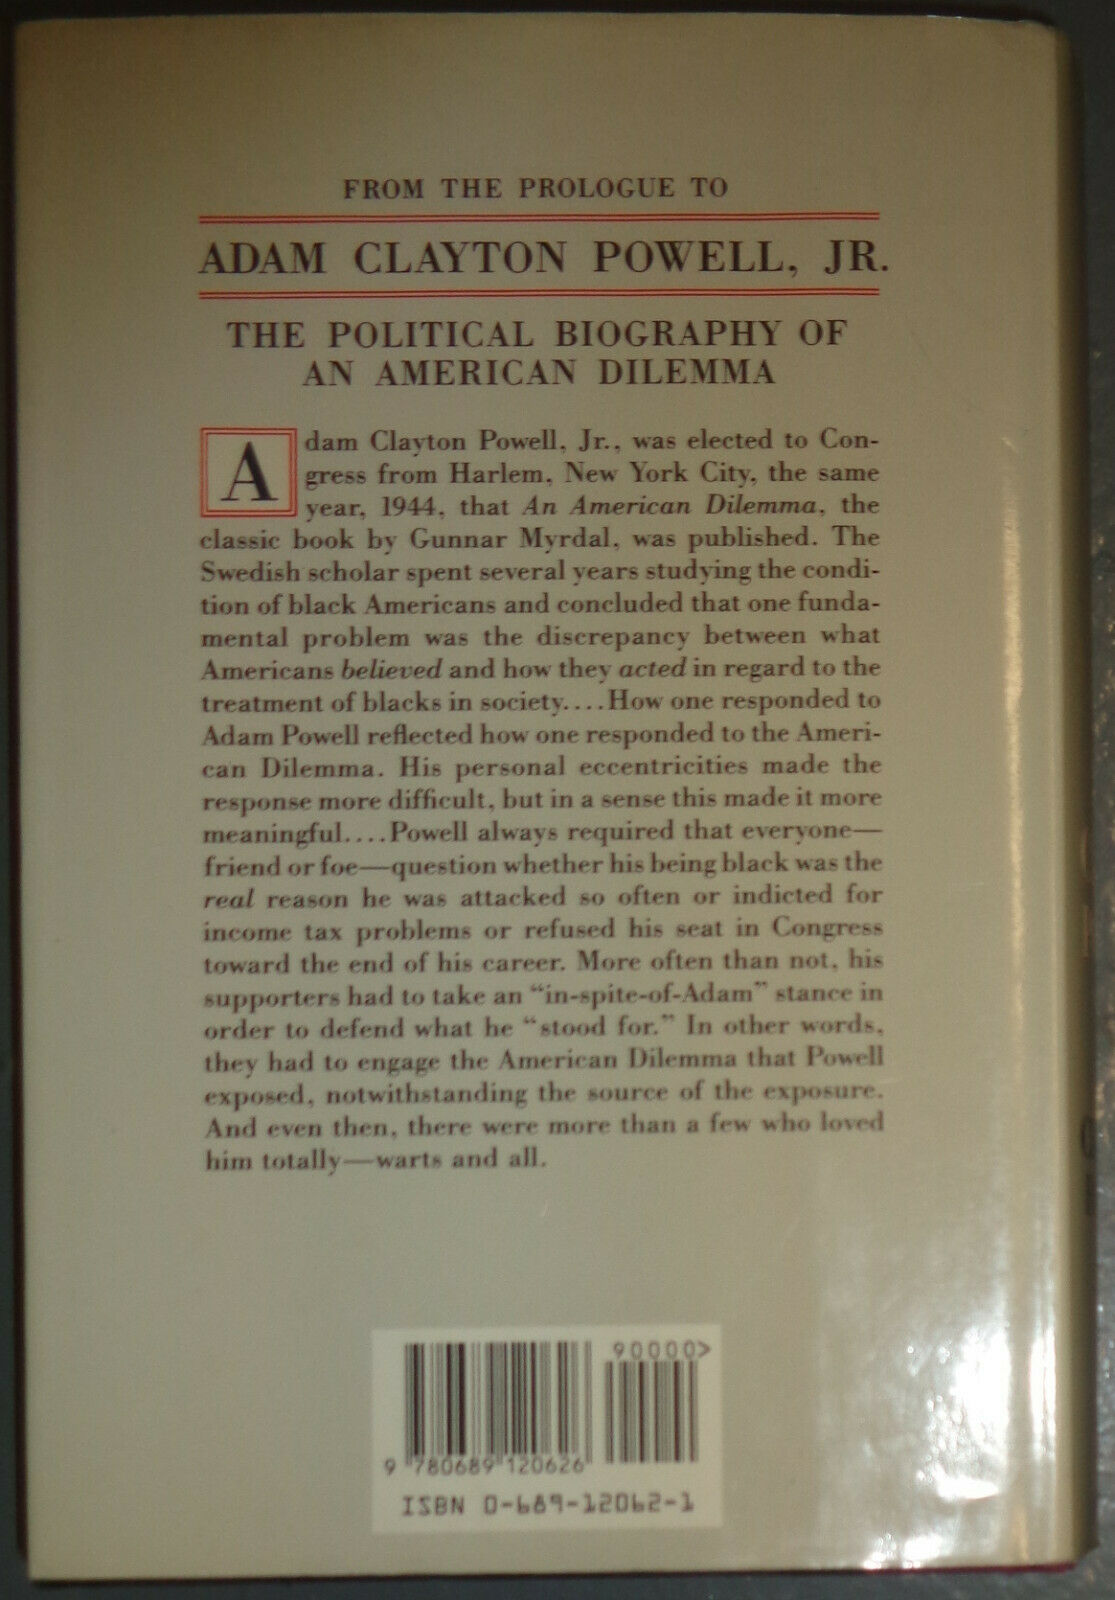 FROM THE PROLOGUE TO
ADAM CLAYTON POWELL, JR.
THE POLITICAL BIOGRAPHY OF
AN AMERICAN DILEMMA
Adam Clayton Powell, Jr., was elected to Con-
gress from Harlem, New York City, the same
year, 1944, that An American Dilemma, the
classic book by Gunnar Myrdal, was published. The
Swedish scholar spent several years studying the condi-
tion of black Americans and concluded that one funda-
mental problem was the discrepancy between what
Americans believed and how they acted in regard to the
treatment of blacks in society....How one responded to
Adam Powell reflected how one responded to the Ameri-
can Dilemma. His personal eccentricities made the
response more difficult, but in a sense this made it more
meaningful....Powell always required that everyone—
friend or foe—question whether his being black was the
real reason he was attacked so often or indicted for
income tax problems or refused his seat in Congress
toward the end of his career. More often than not, his
supporters had to take an “in-spite-of-Adam” stance in
order to defend what he “stood for.” In other words,
they had to engage the American Dilemma that Powell
exposed, notwithstanding the source of the exposure.
And even then, there were more than a few who loved
him totally—warts and all.
90000>
9 780689 120626
ISBN 0-689-12062-1